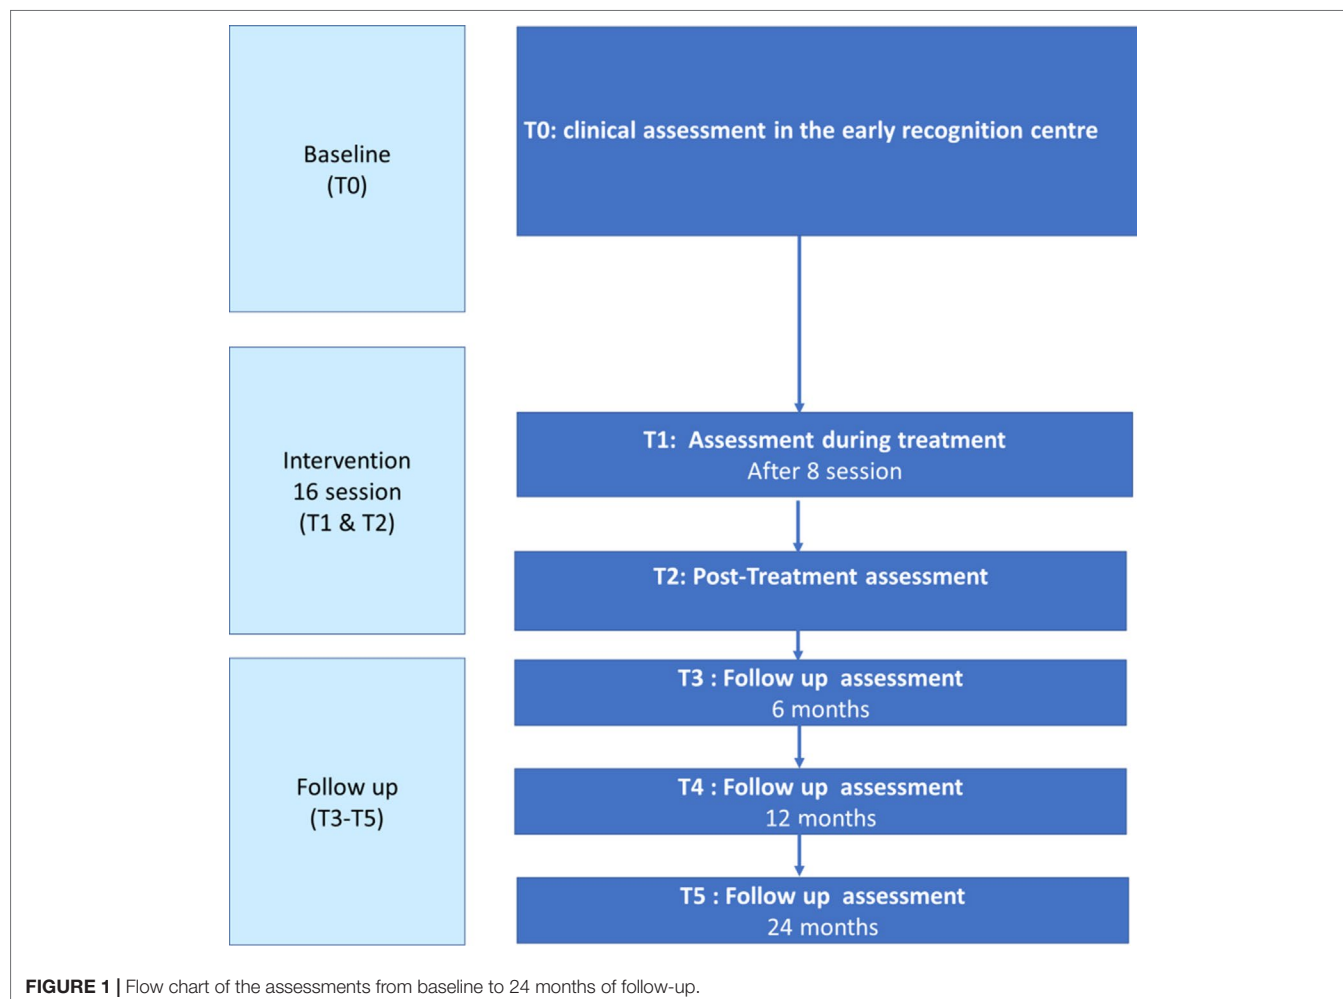 Baseline
(T0)
T0: clinical assessment in the early recognition centre
Intervention
16 session
(T1 & T2)
T1:  Assessment during treatment
After 8 session
T2: Post-Treatment assessment
Follow up
(T3-T5)
T3 : Follow up  assessment
6 months
T4 : Follow up  assessment
12 months
T5 : Follow up  assessment
24 months
FIGURE 1 | Flow chart of the assessments from baseline to 24 months of follow-up.